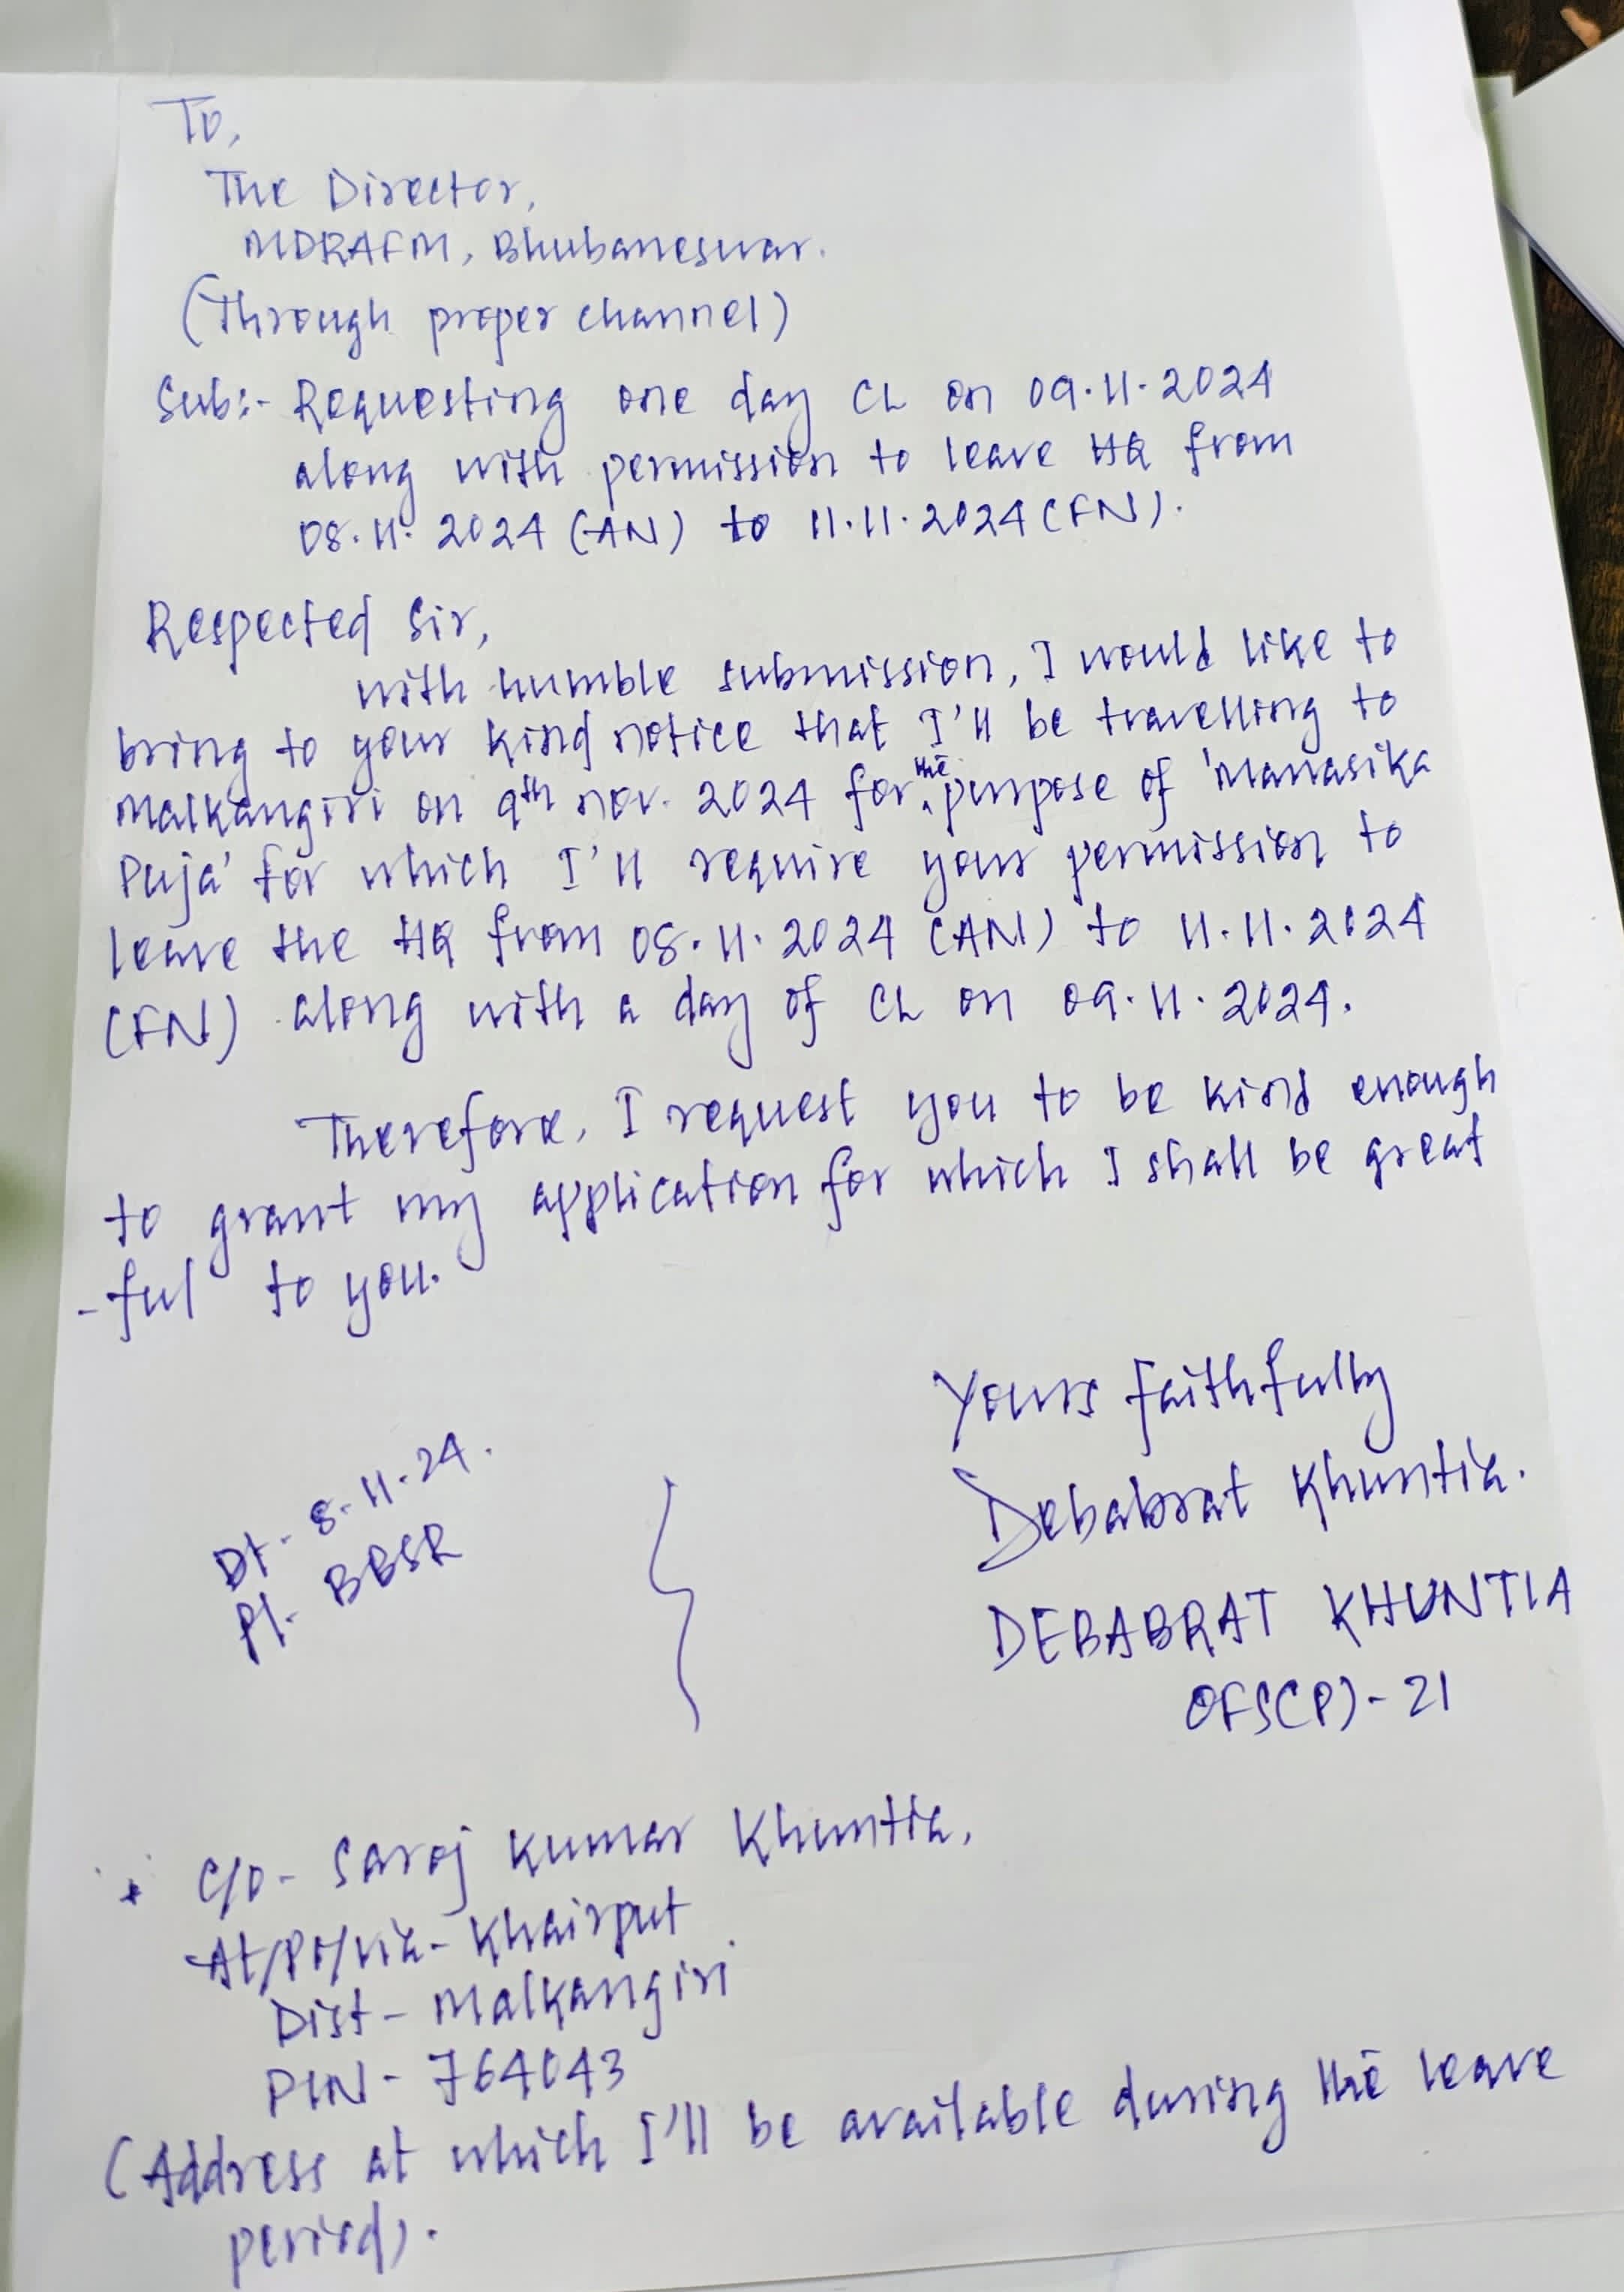 To,
The Director,
MDRAFM, Bhubaneswar.
(Through proper channel)
Sub:- Requesting one day CL on 09.11.2024
along with permission to leave HQ from
08.11.2024 (AN) to 11.11.2024 (FN).
Respected Sir,
with humble submission, I would like to
bring to your kind notice that I'll be travelling to
Malkangiri on 9th nov. 2024 for the purpose of 'Manasika
Puja' for which I'll require your permission to
leave the HQ from 08.11.2024 (AN) to 11.11.2024
(FN) along with a day of CL on 09.11.2024.
Therefore, I request you to be kind enough
to grant my application for which I shall be great
-ful to you.
Yours faithfully
Debabrat Khuntia.
DEBABRAT KHUNTIA
OFS(P)-21
Dt- 8-11-24.
Pl- BBSR
* C/O- Saroj Kumar Khuntia,
At/Po/via- Khairput
Dist- Malkangiri
PIN- 764043
(Address at which I'll be available during the leave
period).